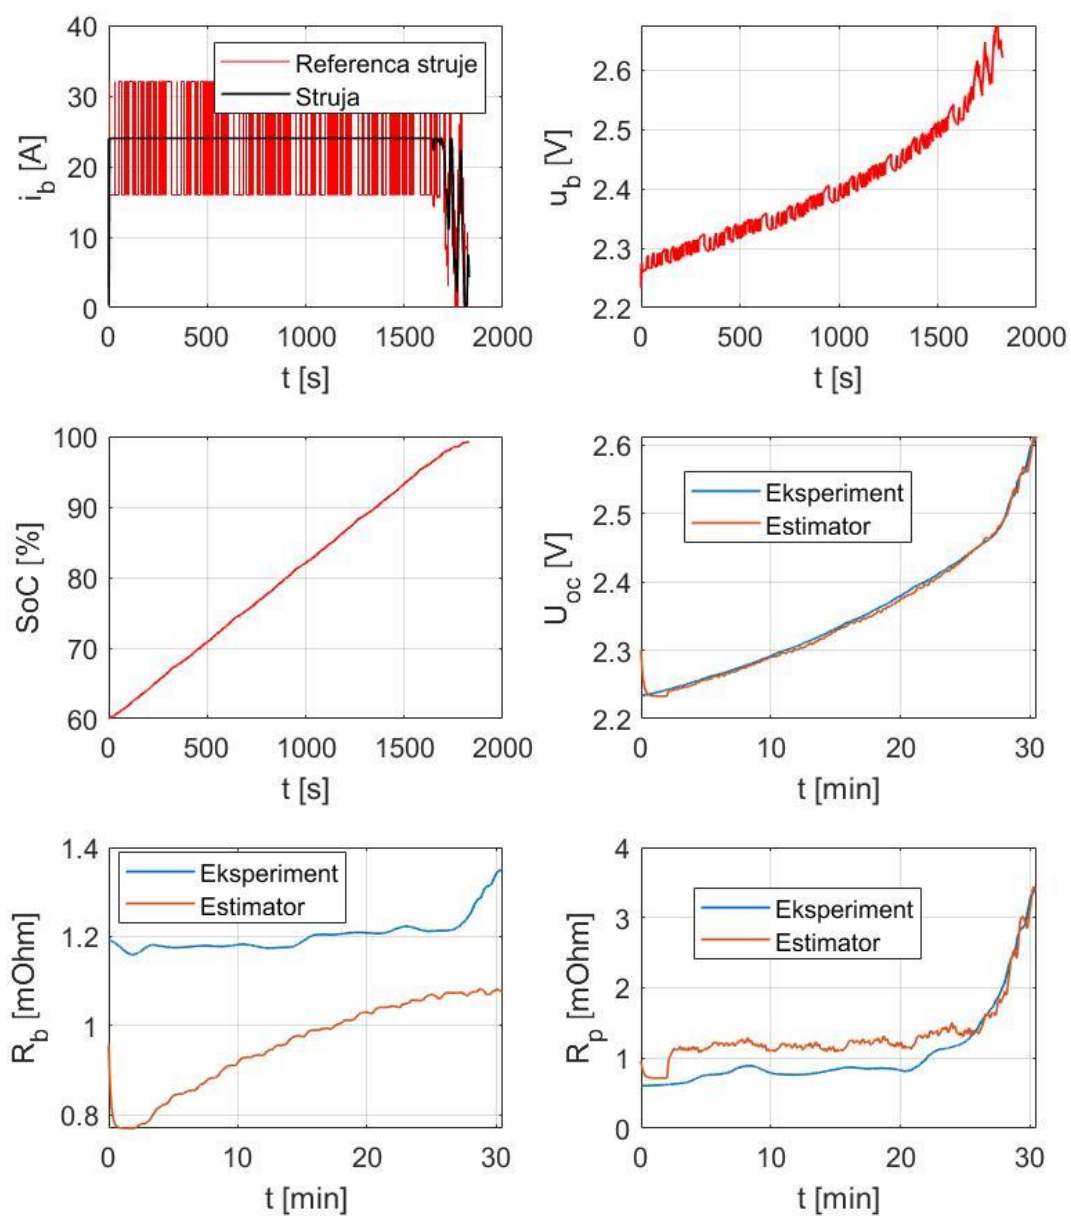 i_b [A]
40
30
20
10
0
Referenca struje
Struja
0
500
1000
1500
2000
t [s]
u_b [V]
2.6
2.5
2.4
2.3
2.2
0
500
1000
1500
2000
t [s]
SoC [%]
100
90
80
70
60
0
500
1000
1500
2000
t [s]
U_oc [V]
2.6
2.5
2.4
2.3
2.2
Eksperiment
Estimator
0
10
20
30
t [min]
R_b [mOhm]
1.4
1.2
1
0.8
Eksperiment
Estimator
0
10
20
30
t [min]
R_p [mOhm]
4
3
2
1
0
Eksperiment
Estimator
0
10
20
30
t [min]